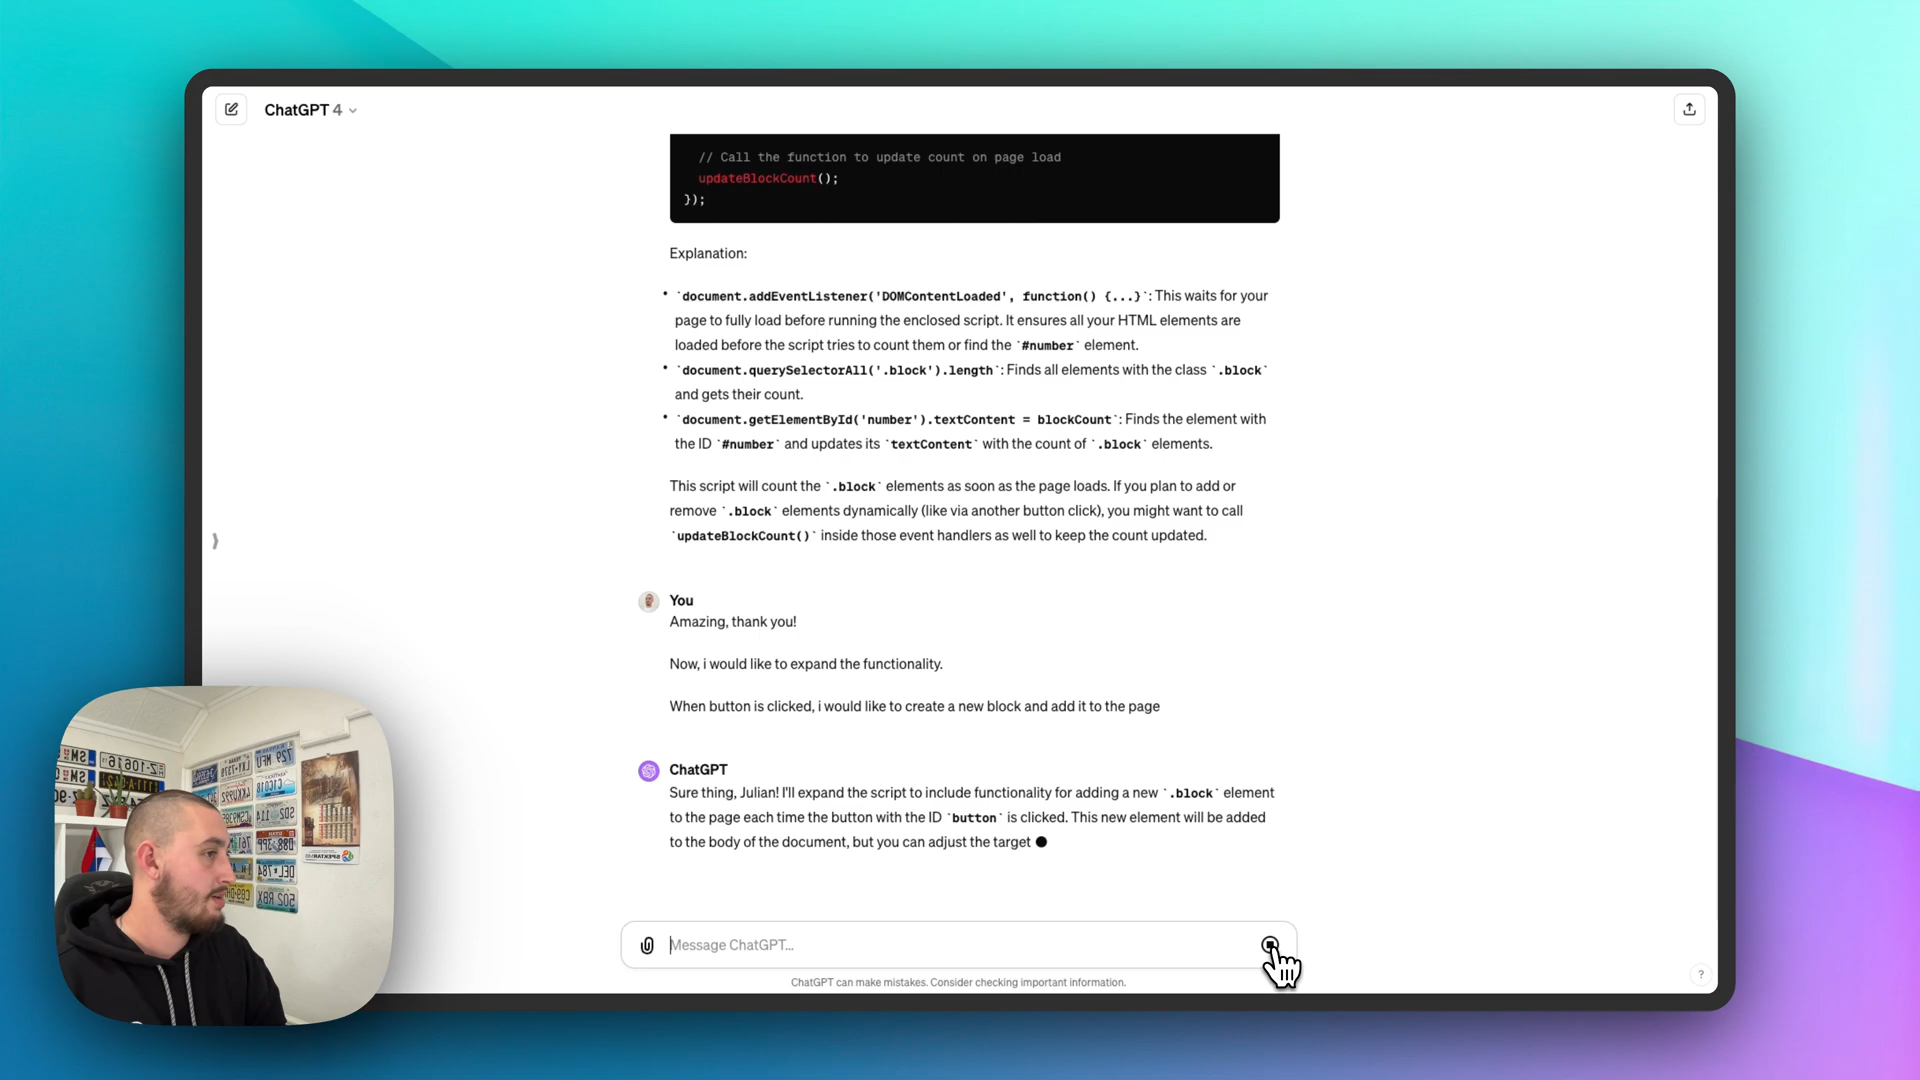 ChatGPT 4
// Call the function to update count on page load
updateBlockCount();
});
Explanation:
• `document.addEventListener('DOMContentLoaded', function() {...}`: This waits for your
page to fully load before running the enclosed script. It ensures all your HTML elements are
loaded before the script tries to count them or find the `#number` element.
• `document.querySelectorAll('.block').length`: Finds all elements with the class `.block`
and gets their count.
• `document.getElementById('number').textContent = blockCount`: Finds the element with
the ID `#number` and updates its `textContent` with the count of `.block` elements.
This script will count the `.block` elements as soon as the page loads. If you plan to add or
remove `.block` elements dynamically (like via another button click), you might want to call
`updateBlockCount()` inside those event handlers as well to keep the count updated.
You
Amazing, thank you!
Now, i would like to expand the functionality.
When button is clicked, i would like to create a new block and add it to the page
ChatGPT
Sure thing, Julian! I'll expand the script to include functionality for adding a new `.block` element
to the page each time the button with the ID `button` is clicked. This new element will be added
to the body of the document, but you can adjust the target
Message ChatGPT...
ChatGPT can make mistakes. Consider checking important information.
?